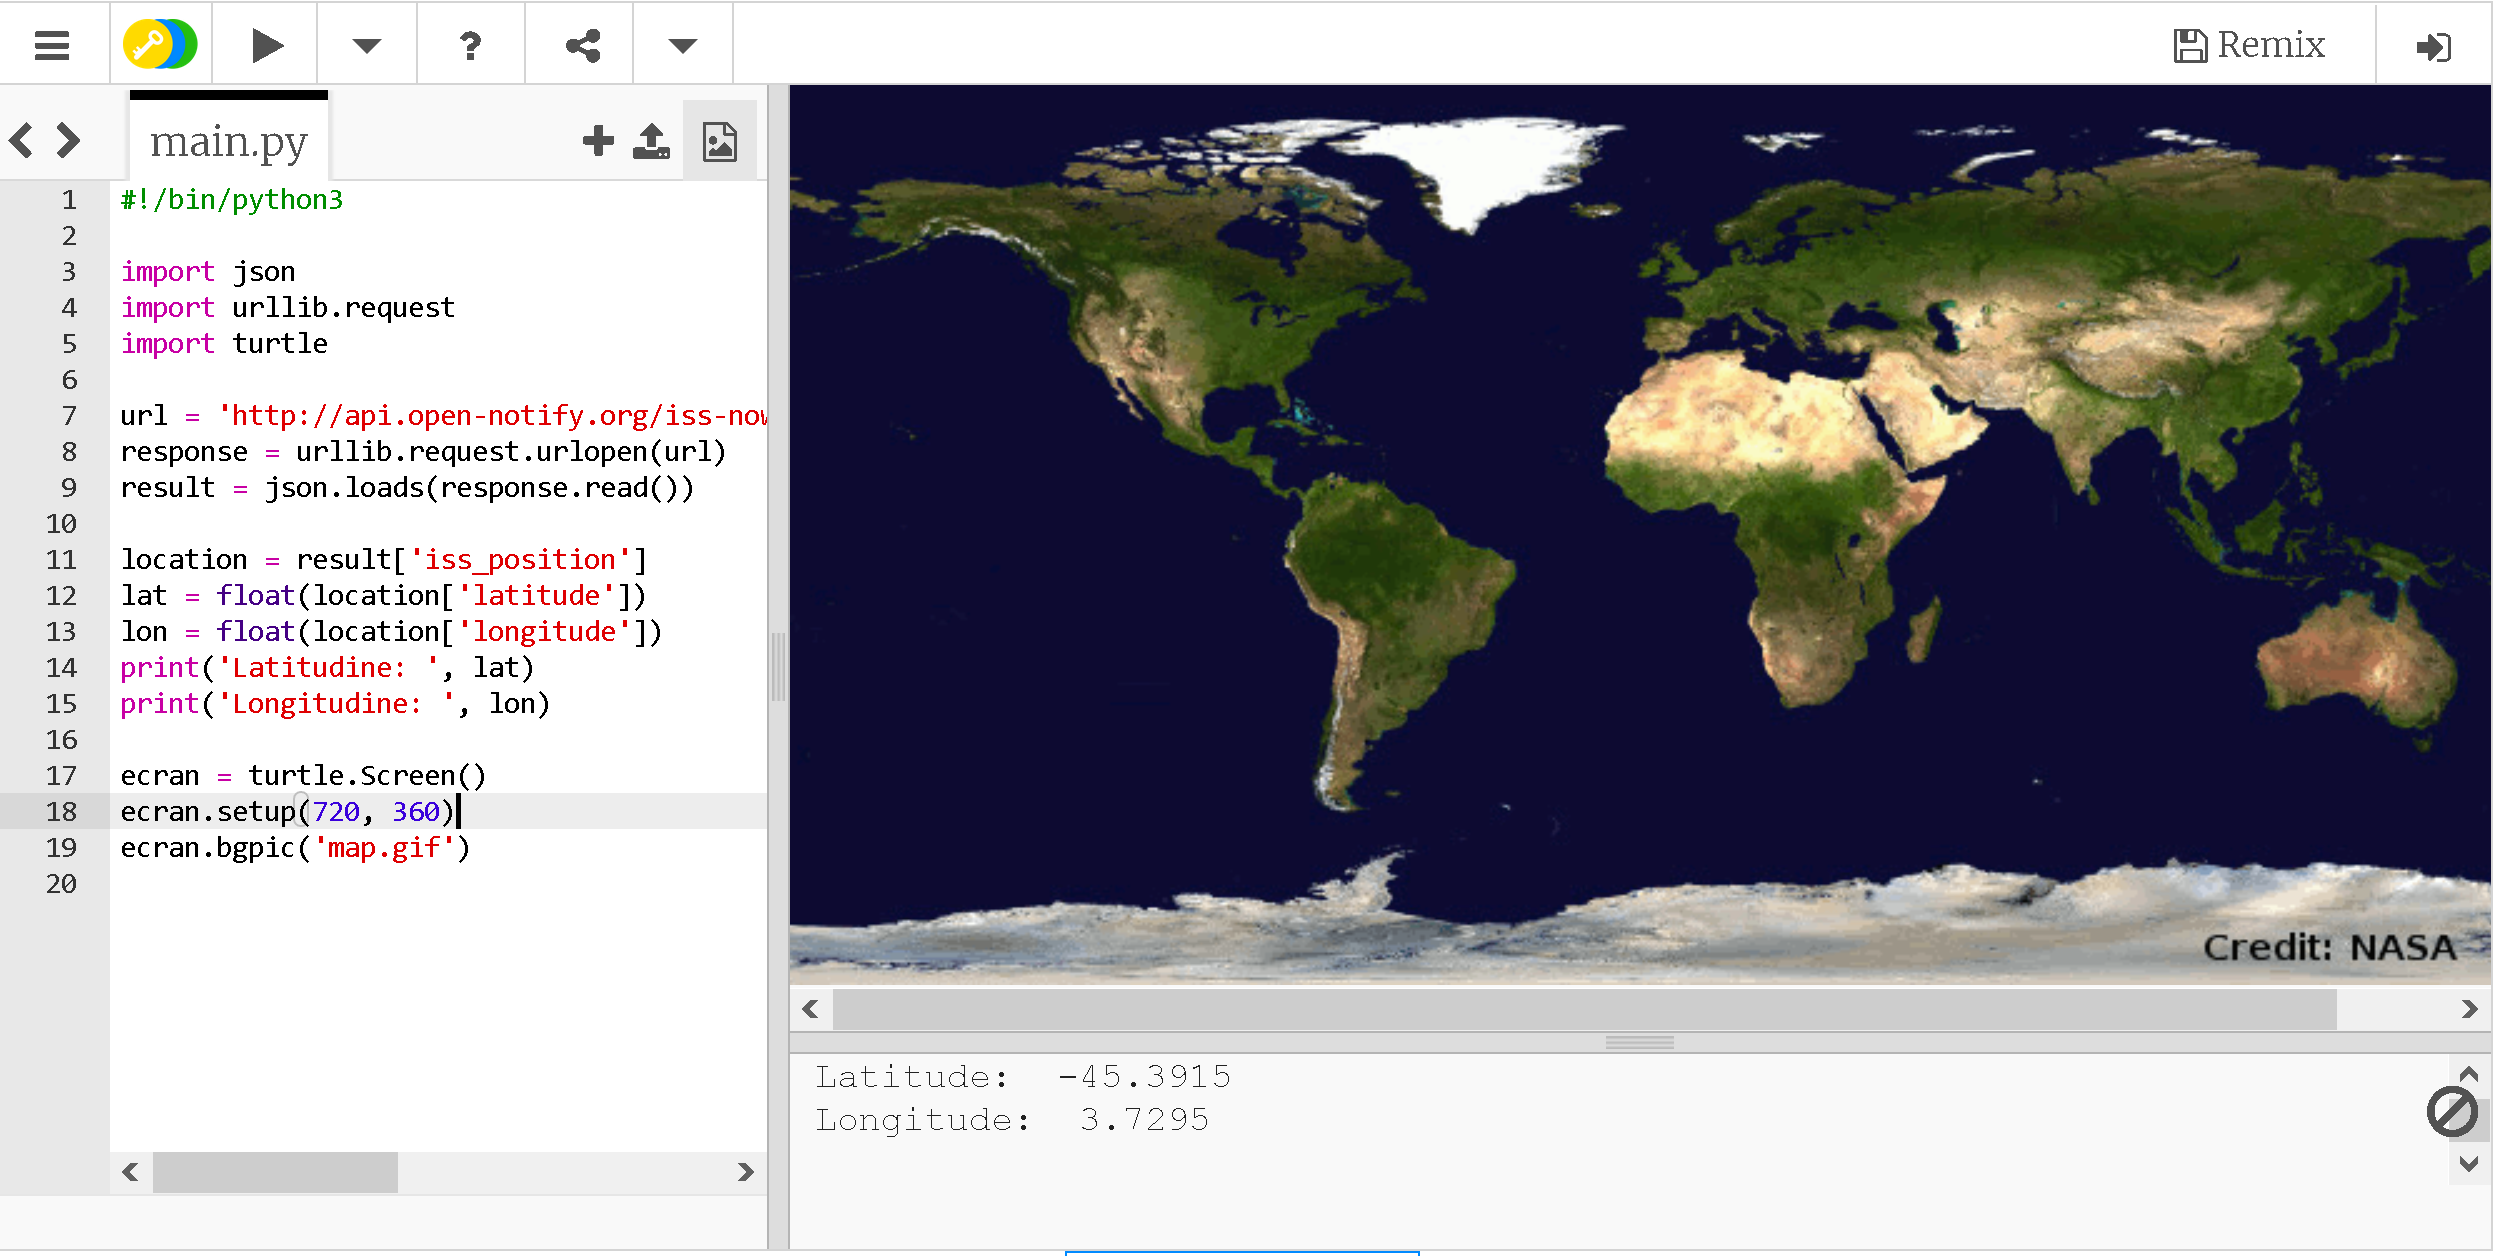 Remix
main.py
1 #!/bin/python3
2
3 import json
4 import urllib.request
5 import turtle
6
7 url = 'http://api.open-notify.org/iss-now
8 response = urllib.request.urlopen(url)
9 result = json.loads(response.read())
10
11 location = result['iss_position']
12 lat = float(location['latitude'])
13 lon = float(location['longitude'])
14 print('Latitudine: ', lat)
15 print('Longitudine: ', lon)
16
17 ecran = turtle.Screen()
18 ecran.setup(720, 360)
19 ecran.bgpic('map.gif')
20
Credit: NASA
Latitude:  -45.3915
Longitude:  3.7295